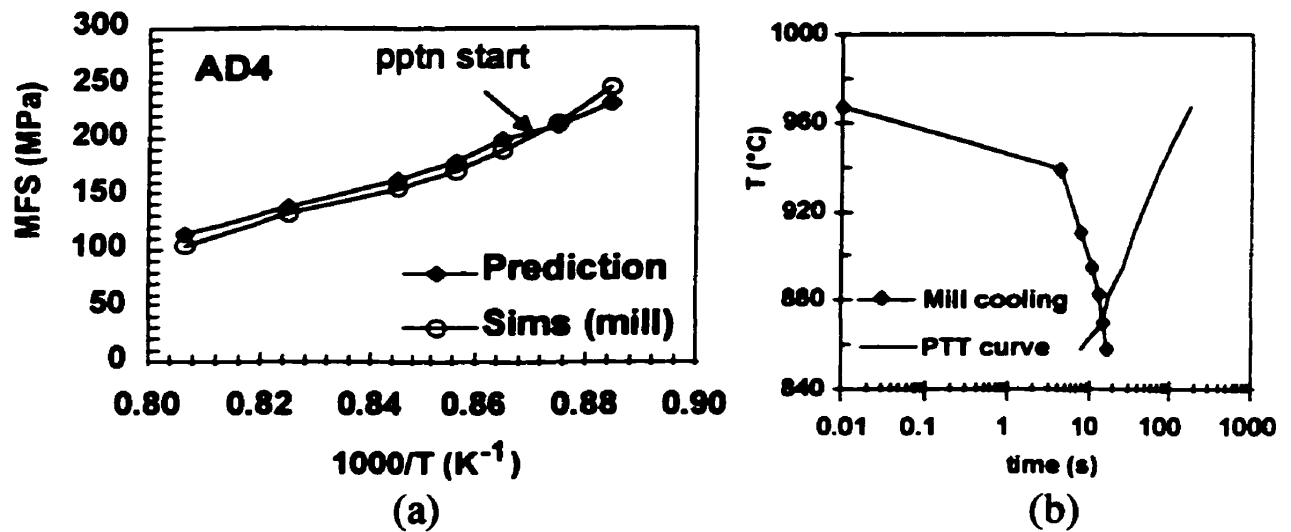 300
250
200
150
100
50
0
MFS (MPa)
AD4
pptn start
Prediction
Sims (mill)
0.80 0.82 0.84 0.86 0.88 0.90
1000/T (K⁻¹)
(a)
1000
960
920
880
840
T (°C)
Mill cooling
PTT curve
0.01 0.1 1 10 100 1000
time (s)
(b)